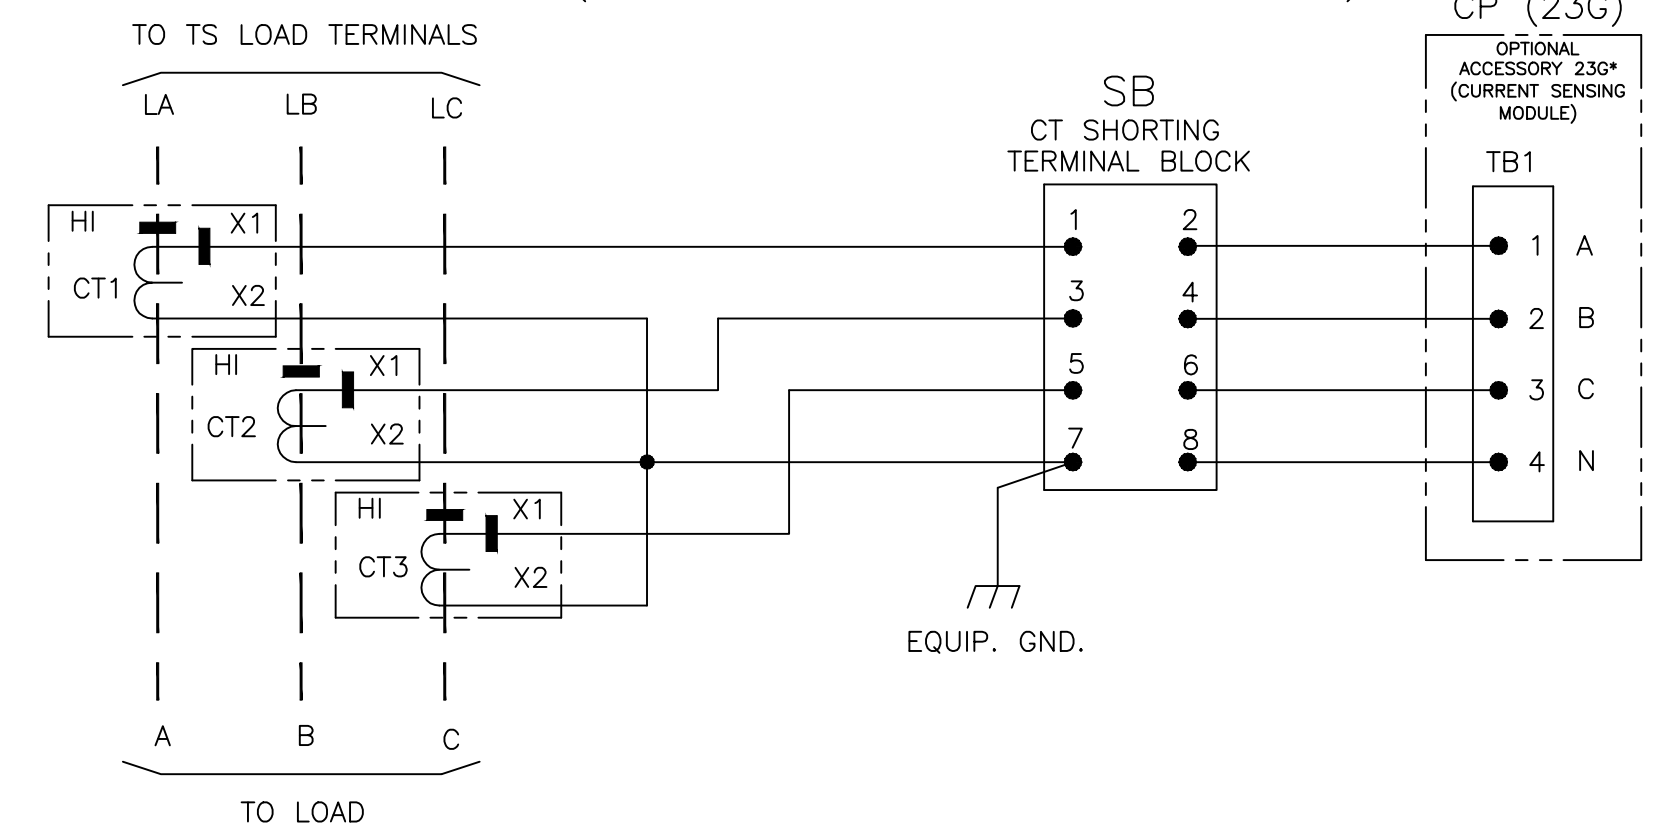 CP (23G)
TO TS LOAD TERMINALS
OPTIONAL
ACCESSORY 23G*
(CURRENT SENSING
MODULE)
LA LB LC
SB
CT SHORTING
TERMINAL BLOCK
TB1
HI X1
CT1
X2
HI X1
CT2
X2
HI X1
CT3
X2
1 2
3 4
5 6
7 8
1 A
2 B
3 C
4 N
EQUIP. GND.
A B C
TO LOAD